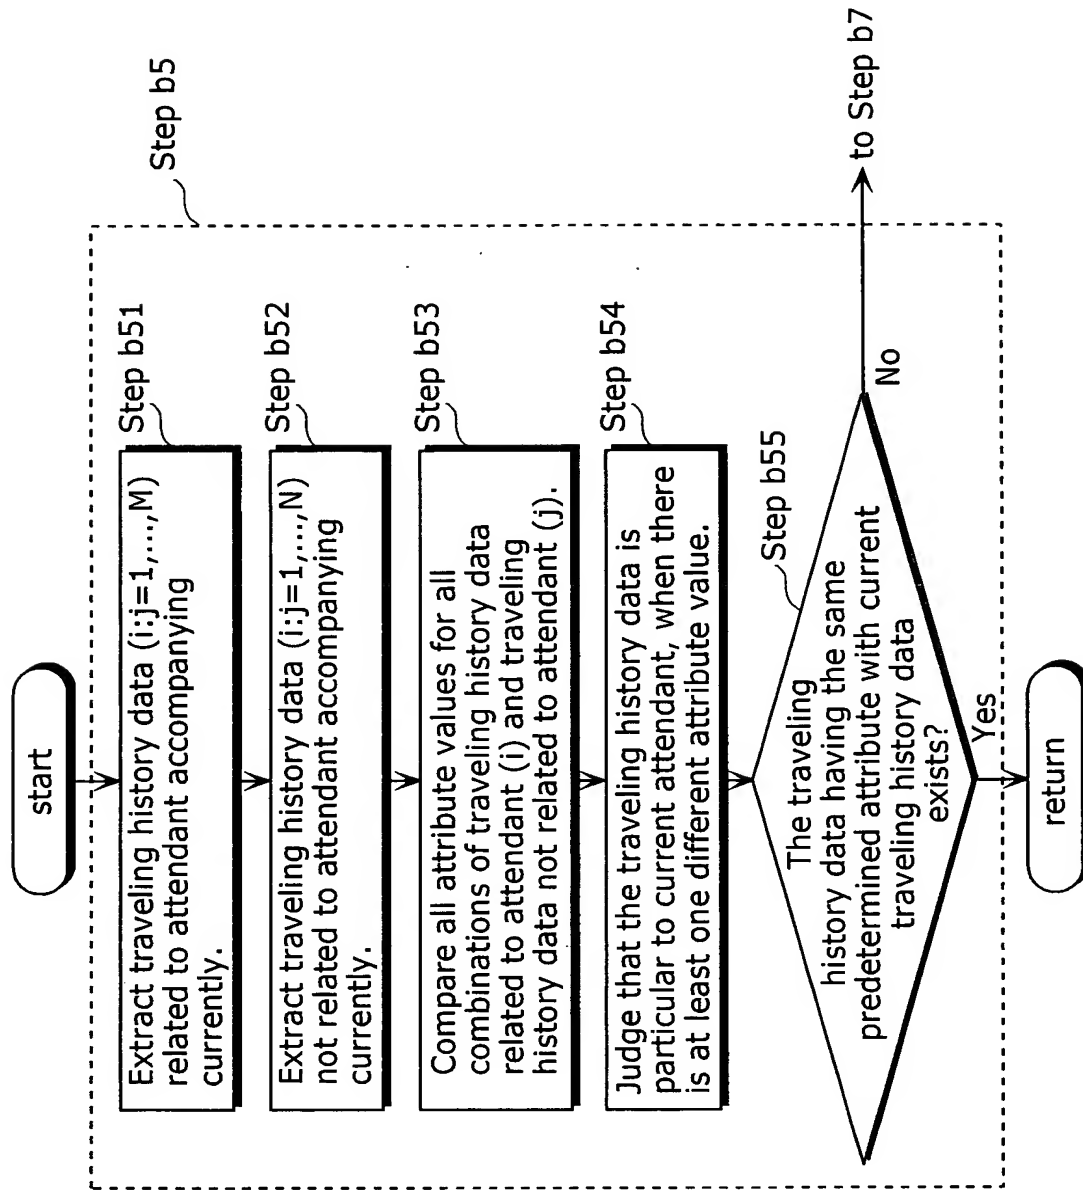 start
Step b5
Step b51
Extract traveling history data (i:j=1,...,M)
related to attendant accompanying
currently.
Step b52
Extract traveling history data (i:j=1,...,N)
not related to attendant accompanying
currently.
Step b53
Compare all attribute values for all
combinations of traveling history data
related to attendant (i) and traveling
history data not related to attendant (j).
Step b54
Judge that the traveling history data is
particular to current attendant, when there
is at least one different attribute value.
Step b55
The traveling
history data having the same
predetermined attribute with current
traveling history data
exists?
No
to Step b7
Yes
return